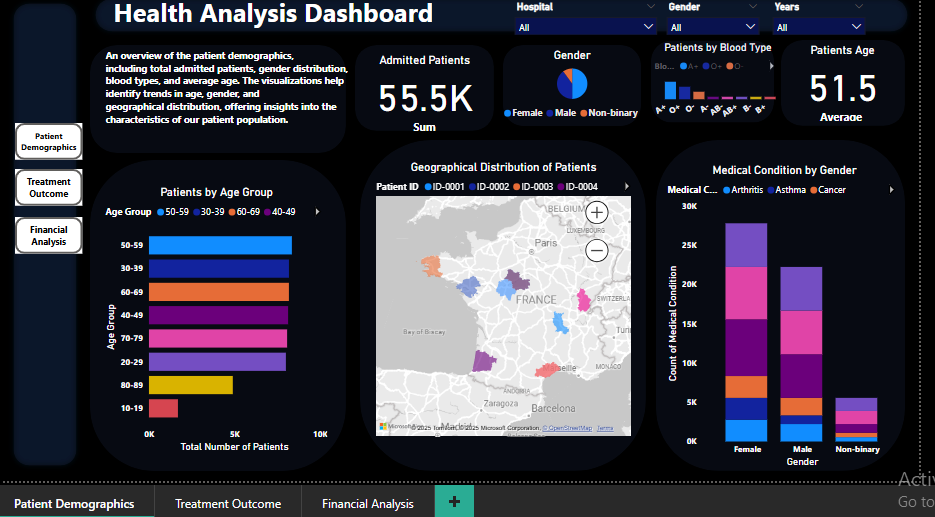 Health Analysis Dashboard
Hospital
All
Gender
All
Years
All
An overview of the patient demographics,
including total admitted patients, gender distribution,
blood types, and average age. The visualizations help
identify trends in age, gender, and
geographical distribution, offering insights into the
characteristics of our patient population.
Admitted Patients
55.5K
Sum
Gender
Female Male Non-binary
Patients by Blood Type
Blo... A+ O+ O-
A+ O+ O- A- AB- AB+ B- B+
Patients Age
51.5
Average
Patient
Demographics
Treatment
Outcome
Financial
Analysis
Patients by Age Group
Age Group 50-59 30-39 60-69 40-49
Age Group
50-59
30-39
60-69
40-49
70-79
20-29
80-89
10-19
0K 5K 10K
Total Number of Patients
Geographical Distribution of Patients
Patient ID ID-0001 ID-0002 ID-0003 ID-0004
BELGIUM
LUXEMBOURG
Paris
FRANCE
SWITZERLA
Bay of Biscay
Turi
Marseille
MONACO
ANDORRA
Zaragoza
Barcelona
Madrid
© 2025 TomTom, © 2025 Microsoft Corporation, © OpenStreetMap Terms
Medical Condition by Gender
Medical C... Arthritis Asthma Cancer
Count of Medical Condition
30K
25K
20K
15K
10K
5K
0K
Female Male Non-binary
Gender
Activ
Go to
Patient Demographics
Treatment Outcome
Financial Analysis
+